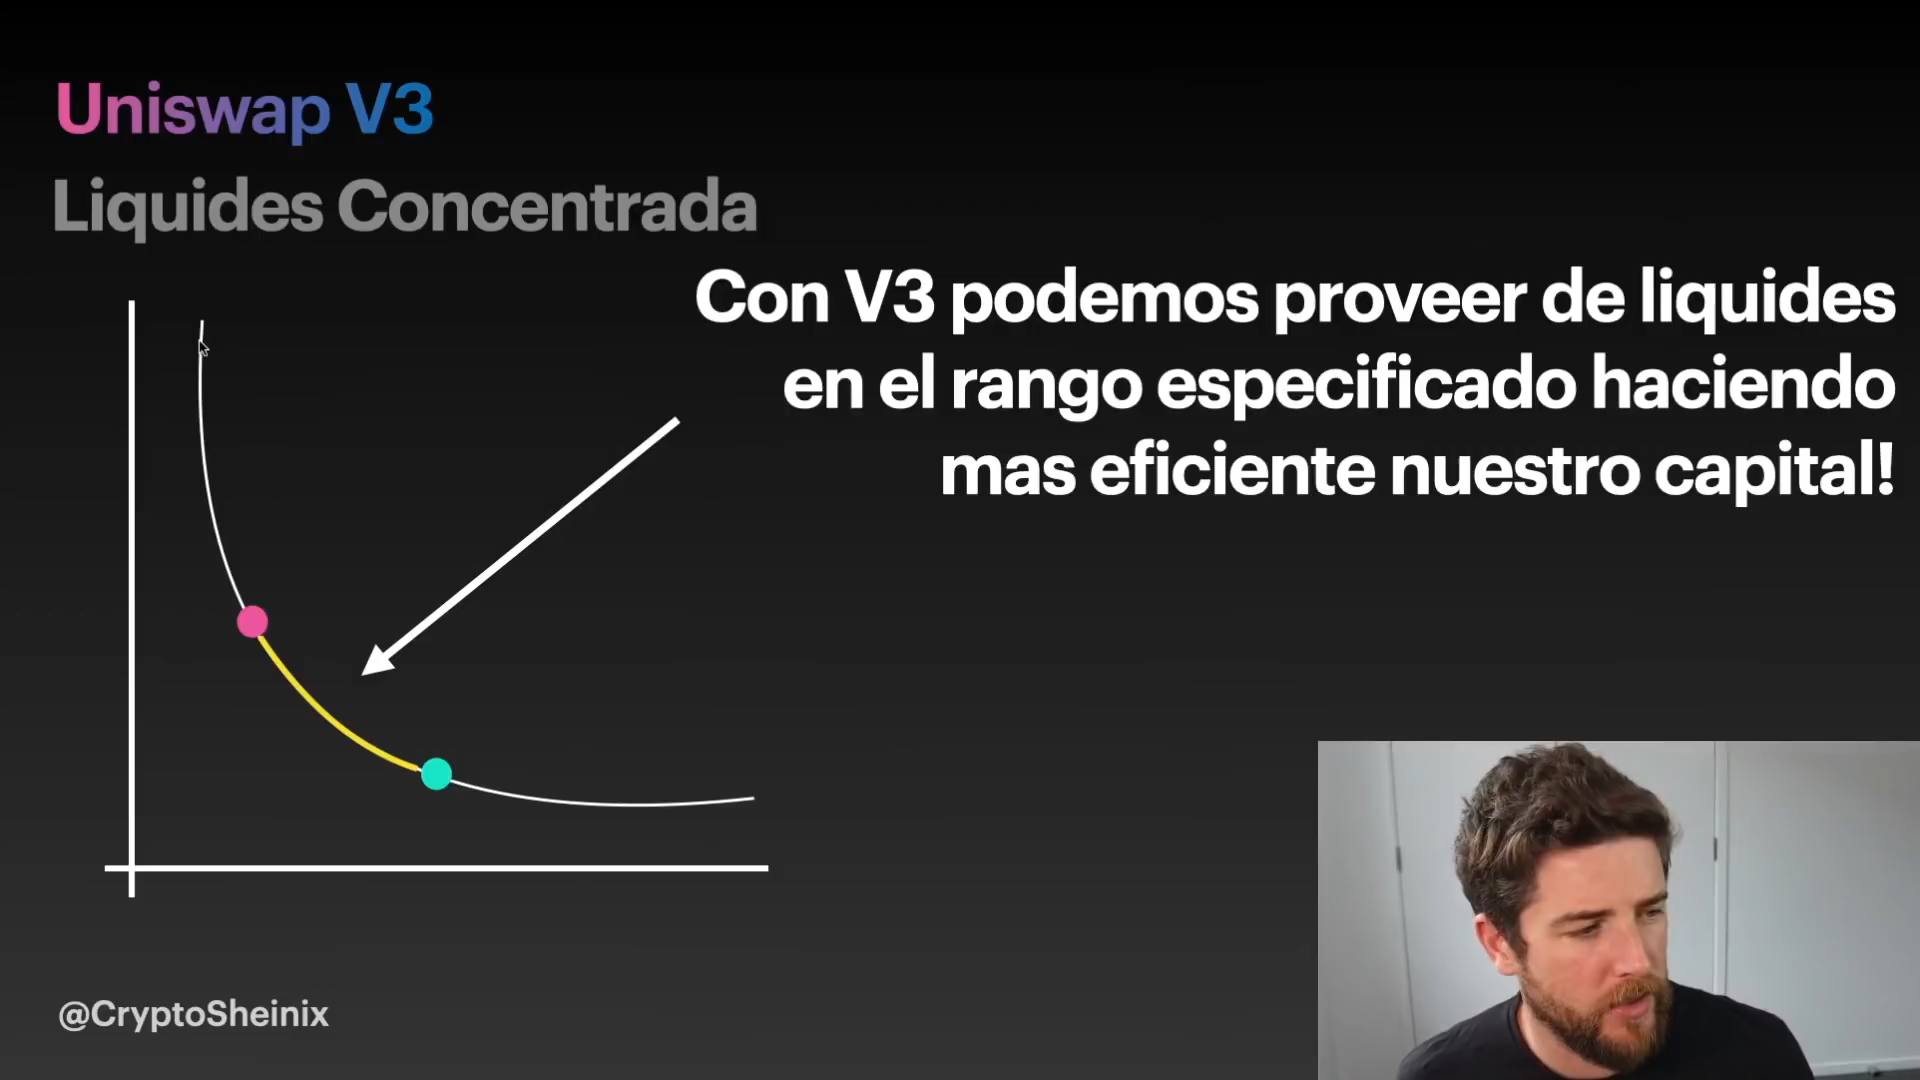 Uniswap V3
Liquides Concentrada
Con V3 podemos proveer de liquides
en el rango especificado haciendo
mas eficiente nuestro capital!
@CryptoSheinix